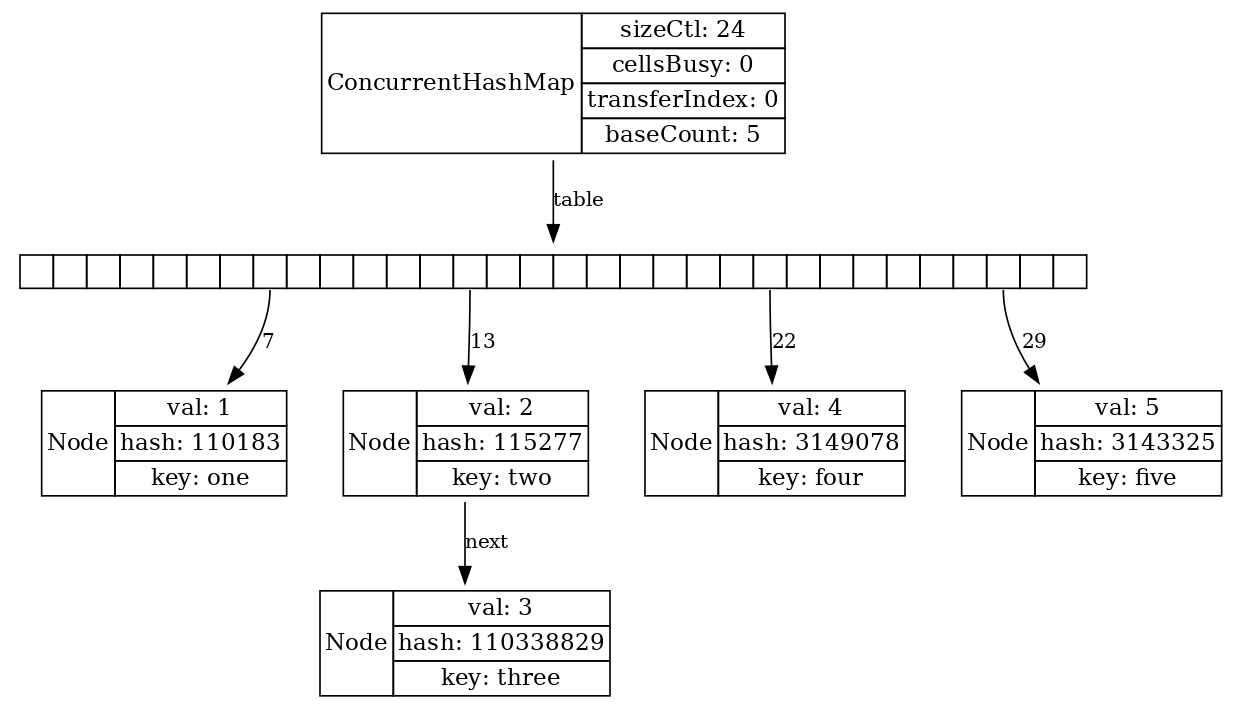 ConcurrentHashMap
sizeCtl: 24
cellsBusy: 0
transferIndex: 0
baseCount: 5
table
7
13
22
29
Node
val: 1
hash: 110183
key: one
Node
val: 2
hash: 115277
key: two
Node
val: 4
hash: 3149078
key: four
Node
val: 5
hash: 3143325
key: five
next
Node
val: 3
hash: 110338829
key: three